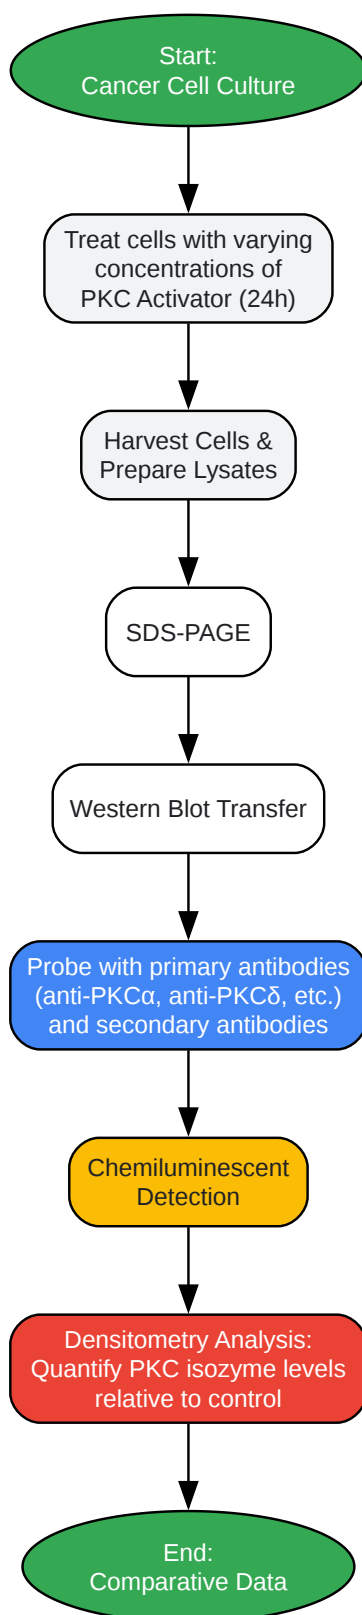 Start:
Cancer Cell Culture
Treat cells with varying
concentrations of
PKC Activator (24h)
Harvest Cells &
Prepare Lysates
SDS-PAGE
Western Blot Transfer
Probe with primary antibodies
(anti-PKCα, anti-PKCδ, etc.)
and secondary antibodies
Chemiluminescent
Detection
Densitometry Analysis:
Quantify PKC isozyme levels
relative to control
End:
Comparative Data